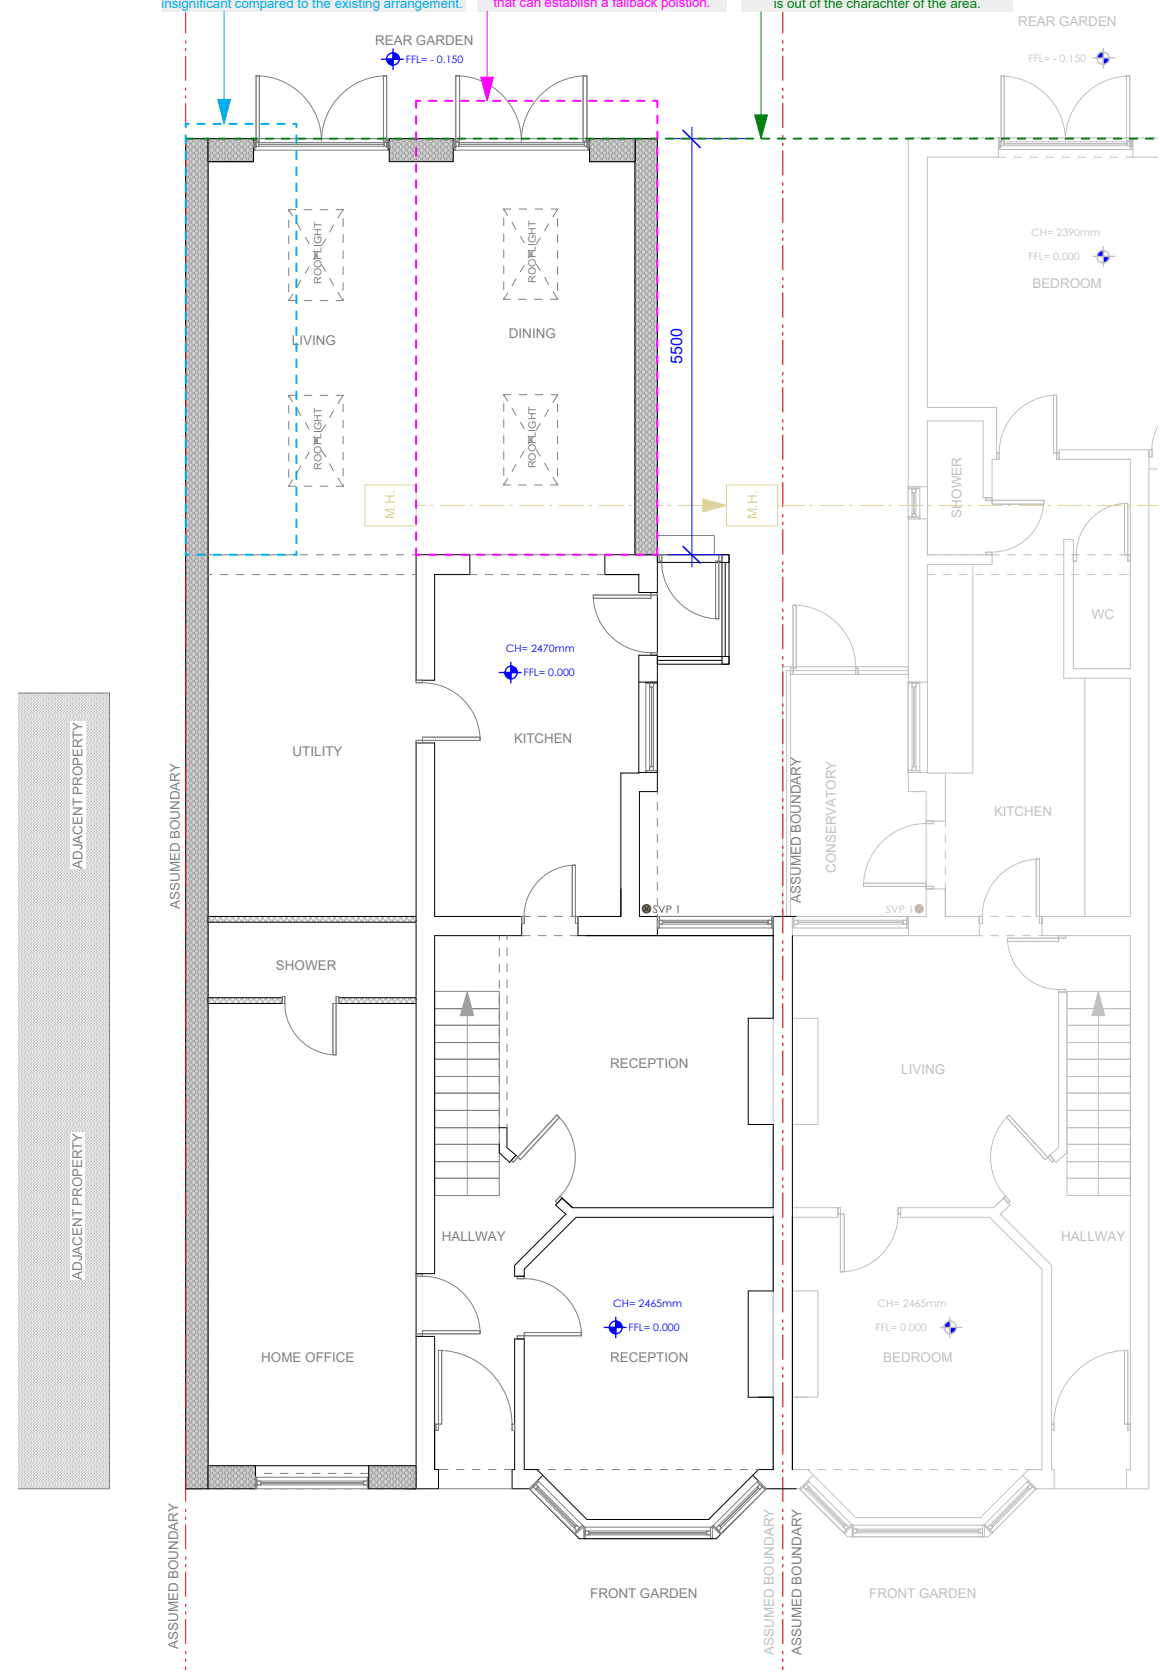 insignificant compared to the existing arrangement.
that can establish a fallback poistion.
is out of the charachter of the area.
REAR GARDEN
FFL= - 0.150
REAR GARDEN
FFL= - 0.150
ROOFLIGHT
ROOFLIGHT
CH= 2390mm
FFL= 0.000
BEDROOM
LIVING
DINING
5500
ROOFLIGHT
ROOFLIGHT
M.H.
M.H.
SHOWER
WC
CH= 2470mm
FFL= 0.000
KITCHEN
UTILITY
ADJACENT PROPERTY
ASSUMED BOUNDARY
ASSUMED BOUNDARY
CONSERVATORY
KITCHEN
SVP 1
SVP 1
SHOWER
RECEPTION
LIVING
ADJACENT PROPERTY
HALLWAY
HALLWAY
CH= 2465mm
FFL= 0.000
RECEPTION
CH= 2465mm
FFL= 0.000
BEDROOM
HOME OFFICE
ASSUMED BOUNDARY
ASSUMED BOUNDARY
ASSUMED BOUNDARY
FRONT GARDEN
FRONT GARDEN